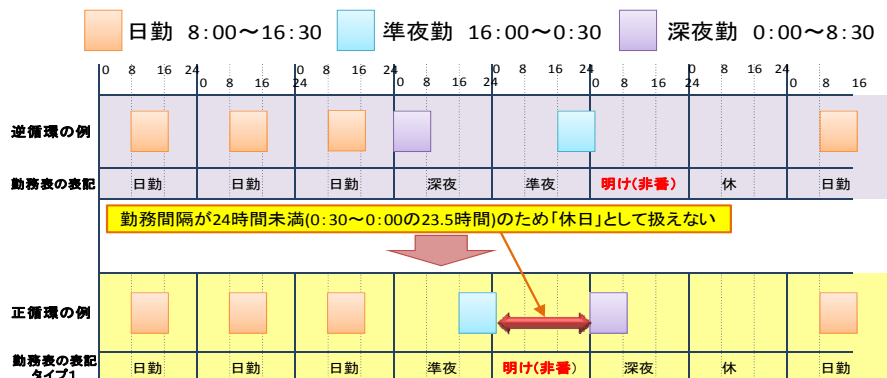 日勤 8:00～16:30 準夜勤 16:00～0:30 深夜勤 0:00～8:30
0 8 16 24 0 8 16 24 0 8 16 24 0 8 16 24 0 8 16 24 0 8 16 0 8 16 0 8 16
逆循環の例
勤務表の表記 日勤 日勤 日勤 深夜 準夜 明け(非番) 休 日勤
勤務間隔が24時間未満(0:30～0:00の23.5時間)のため「休日」として扱えない
正循環の例
勤務表の表記
タイプ1 日勤 日勤 日勤 準夜 明け(非番) 深夜 休 日勤